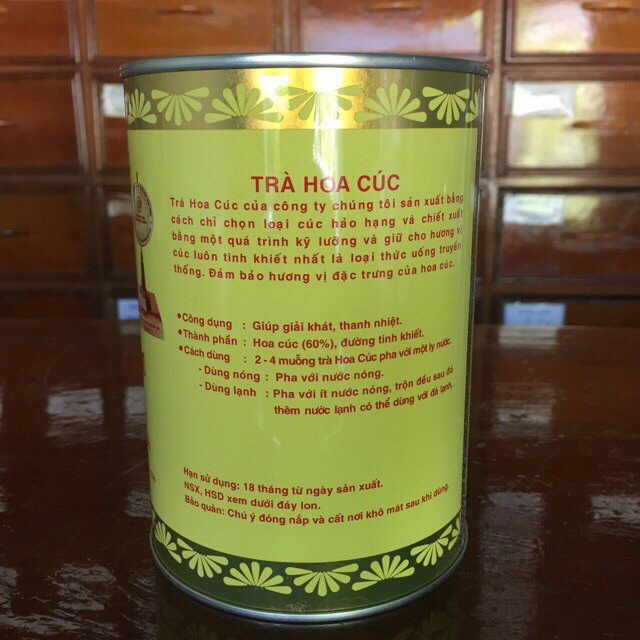 TRÀ HOA CÚC
Trà Hoa Cúc của công ty chúng tôi sản xuất bằng
cách chỉ chọn loại cúc hảo hạng và chiết xuất
bằng một quá trình kỹ lưỡng và giữ cho hương vị
cúc luôn tinh khiết nhất là loại thức uống truyền
thống. Đảm bảo hương vị đặc trưng của hoa cúc.
•Công dụng : Giúp giải khát, thanh nhiệt.
•Thành phần : Hoa cúc (60%), đường tinh khiết.
•Cách dùng : 2 - 4 muỗng trà Hoa Cúc pha với một ly nước.
- Dùng nóng : Pha với nước nóng.
- Dùng lạnh : Pha với ít nước nóng, trộn đều sau đó
thêm nước lạnh có thể dùng với đá lạnh.
Hạn sử dụng: 18 tháng từ ngày sản xuất.
NSX, HSD xem dưới đáy lon.
Bảo quản: Chú ý đóng nắp và cất nơi khô mát sau khi dùng.